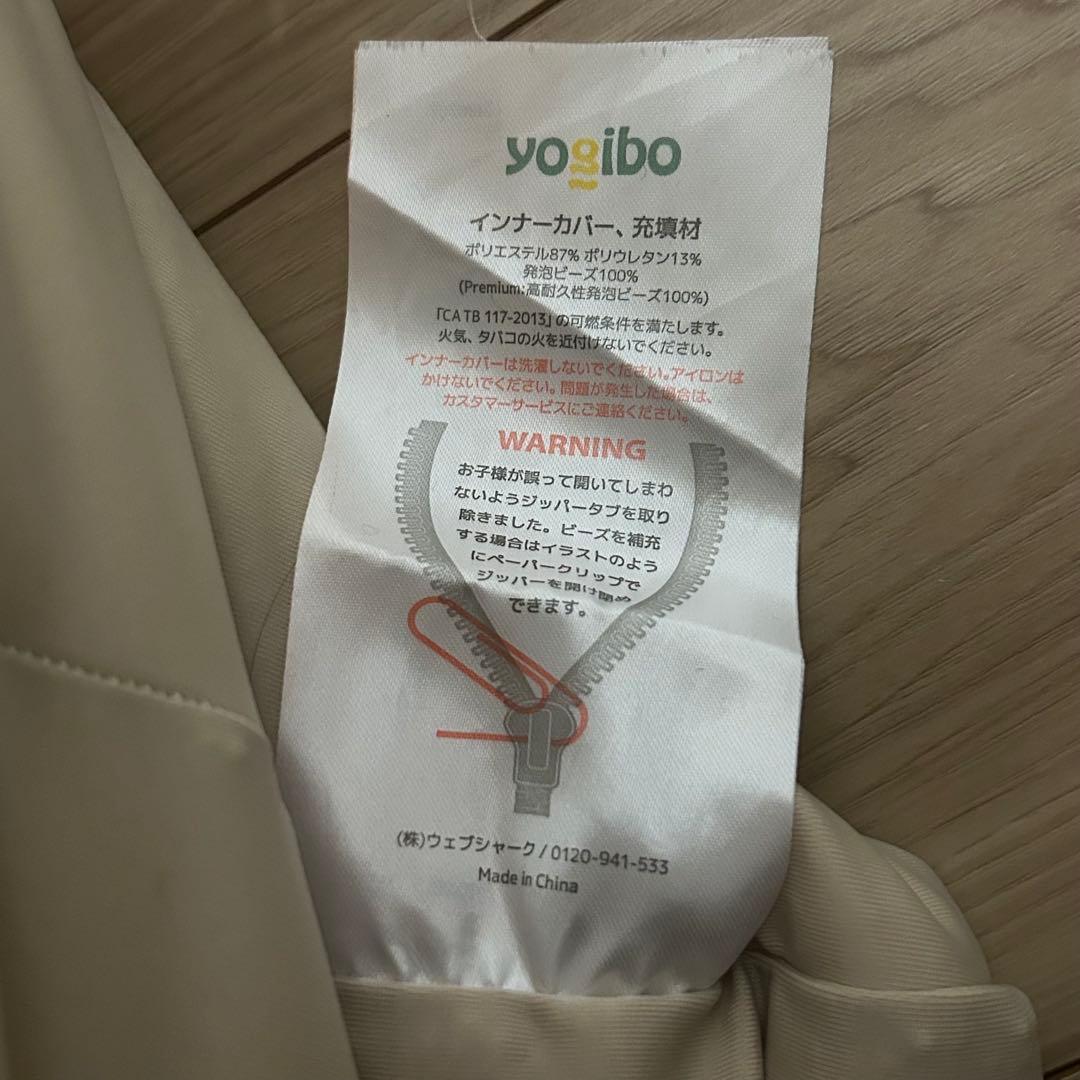 yogibo
インナーカバー、充填材
ポリエステル87% ポリウレタン13%
発泡ビーズ100%
(Premium:高耐久性発泡ビーズ100%)
「CA TB 117-2013」の可燃条件を満たします。
火気、タバコの火を近付けないでください。
インナーカバーは洗濯しないでください。アイロンは
かけないでください。問題が発生した場合は、
カスタマーサービスにご連絡ください。
WARNING
お子様が誤って開いてしまわ
ないようジッパータブを取り
除きました。ビーズを補充
する場合はイラストのよう
にペーパークリップで
ジッパーを開け閉め
できます。
(株)ウェブシャーク/0120-941-533
Made in China